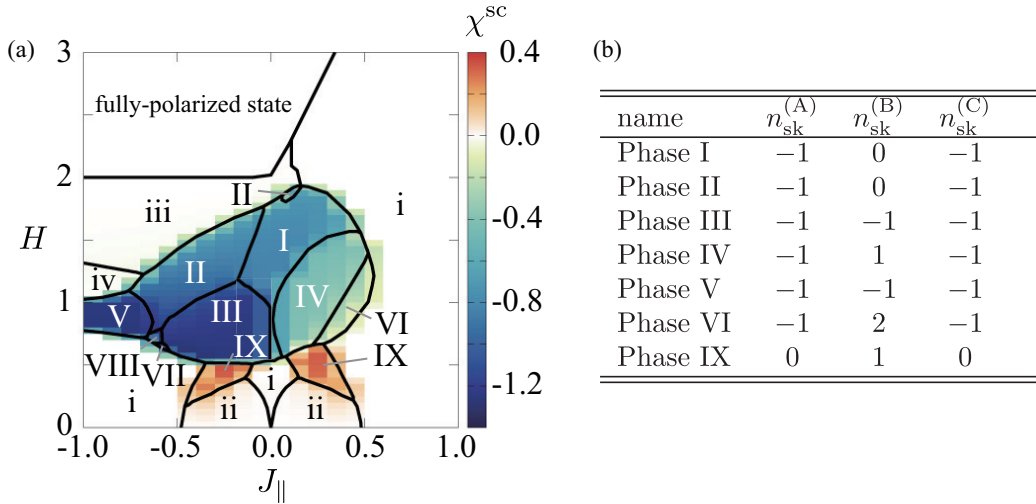 (a)
χ^sc
3
2
1
0
H
-1.0
-0.5
0.0
0.5
1.0
J_∥
0.4
0.0
-0.4
-0.8
-1.2
fully-polarized state
iii
II
i
I
iv
II
V
III
IV
VI
VIII
VII
IX
IX
i
i
ii
ii
(b)
name n_sk^(A) n_sk^(B) n_sk^(C)
Phase I −1 0 −1
Phase II −1 0 −1
Phase III −1 −1 −1
Phase IV −1 1 −1
Phase V −1 −1 −1
Phase VI −1 2 −1
Phase IX 0 1 0